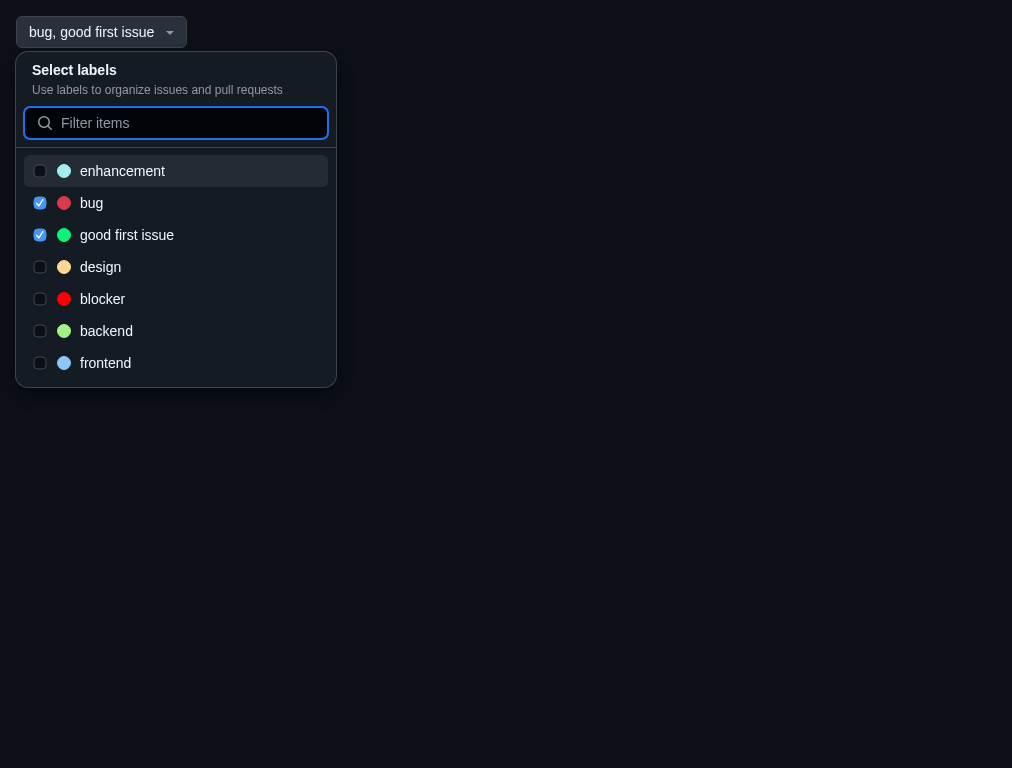 bug, good first issue
Select labels
Use labels to organize issues and pull requests
Filter items
enhancement
bug
good first issue
design
blocker
backend
frontend